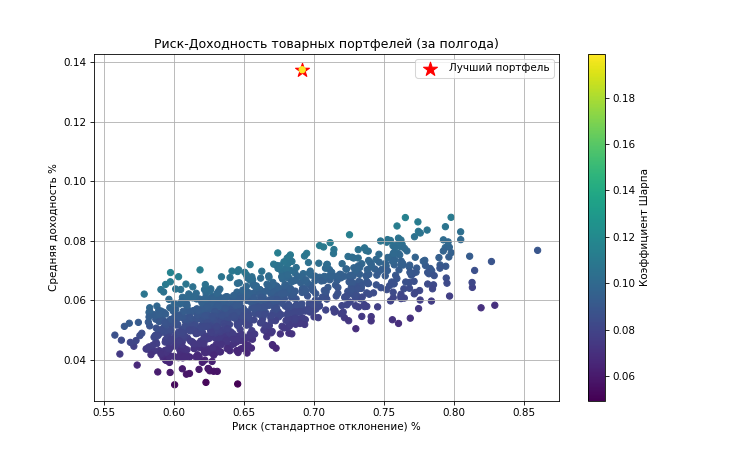 Риск-Доходность товарных портфелей (за полгода)
Лучший портфель
Средняя доходность %
0.14
0.12
0.10
0.08
0.06
0.04
0.55 0.60 0.65 0.70 0.75 0.80 0.85
Риск (стандартное отклонение) %
0.18
0.16
0.14
0.12
0.10
0.08
0.06
Коэффициент Шарпа